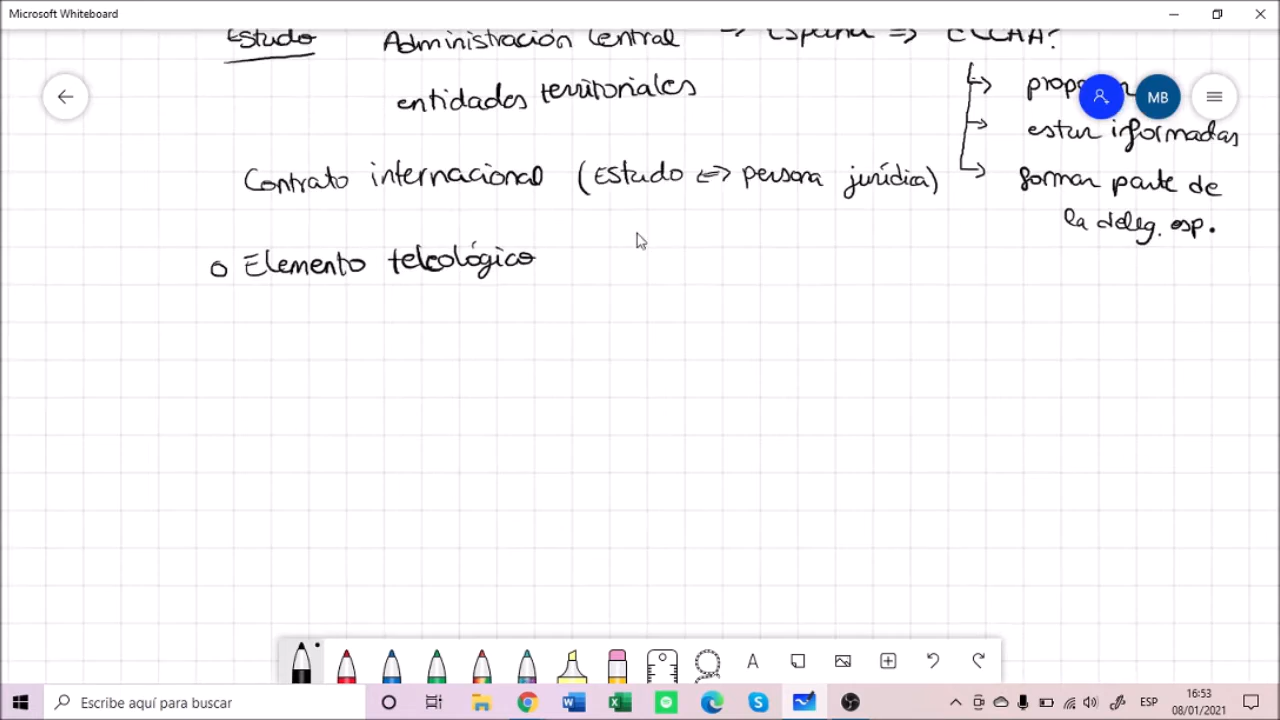 Microsoft Whiteboard
Estado Administración Central → España ⇒ CCAA?
entidades territoriales
MB
estar informadas
Contrato internacional (Estado ⇔ persona jurídica)
formar parte de
la deleg. esp.
o Elemento teleológico
A
Escribe aquí para buscar
ESP
16:53
08/01/2021